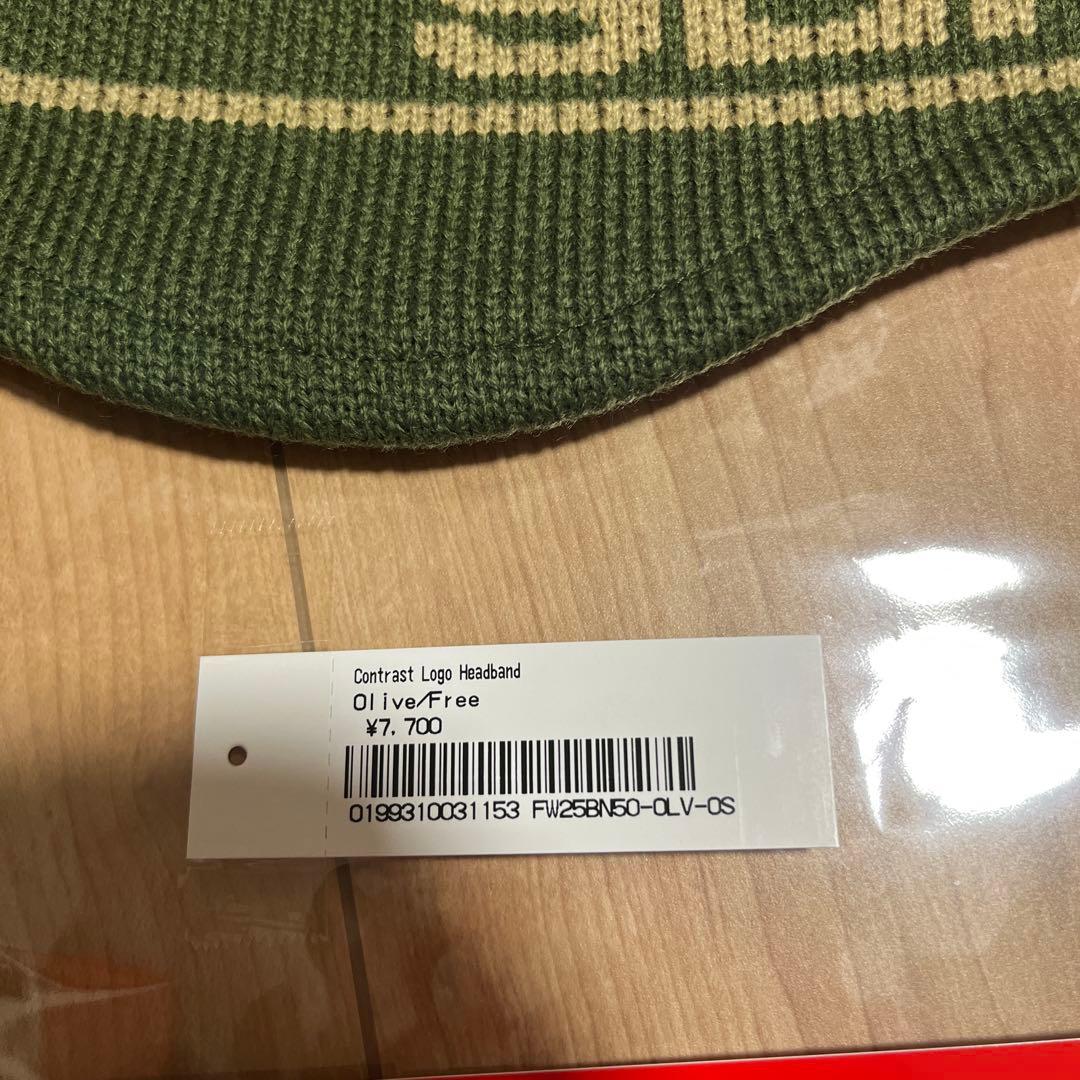 Contrast Logo Headband
Olive/Free
¥7,700
0199310031153 FW25BN50-OLV-OS